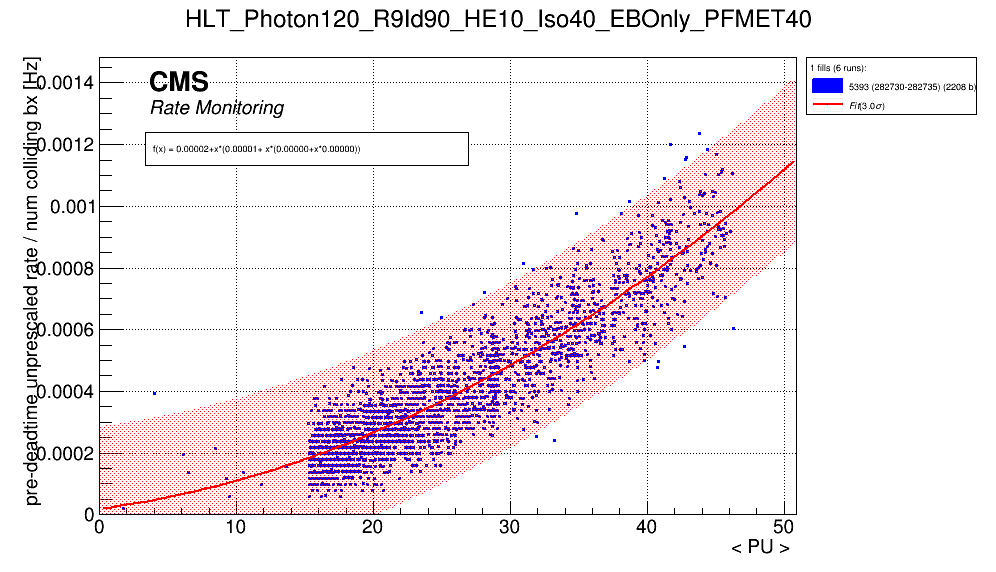 HLT_Photon120_R9Id90_HE10_Iso40_EBOnly_PFMET40
pre-deadtime unprescaled rate / num colliding bx [Hz]
0.0014
0.0012
0.001
0.0008
0.0006
0.0004
0.0002
0
CMS
Rate Monitoring
f(x) = 0.00002+x*(0.00001+ x*(0.00000+x*0.00000))
1 fills (6 runs):
5393 (282730-282735) (2208 b)
Fit(3.0σ)
0 10 20 30 40 50
< PU >